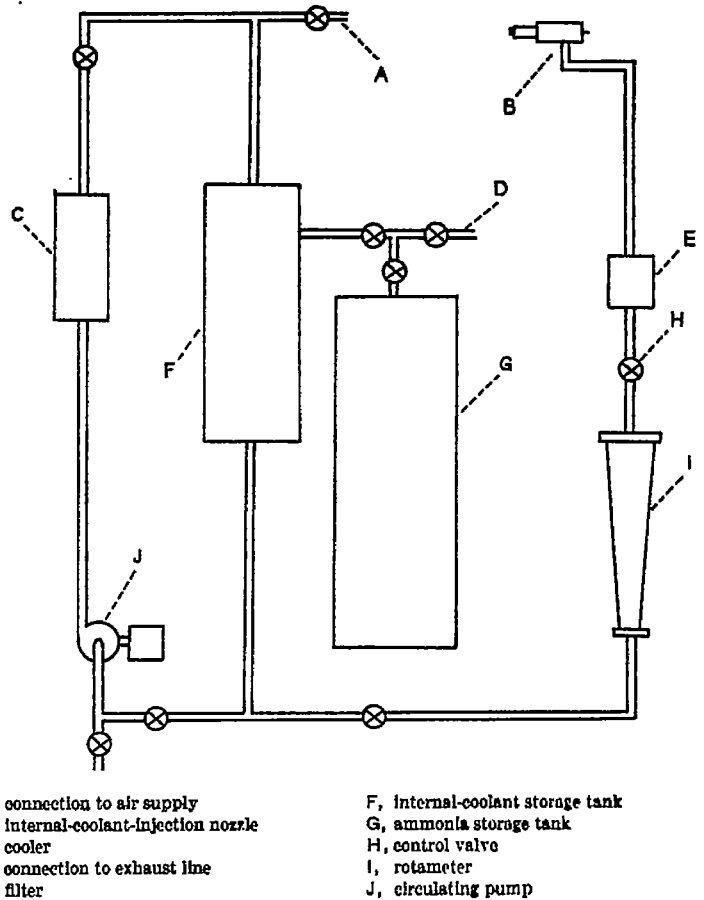 A
B
C
D
E
F
H
G
I
J
connection to air supply
internal-coolant-injection nozzle
cooler
connection to exhaust line
filter
F, internal-coolant storage tank
G, ammonia storage tank
H, control valve
I, rotameter
J, circulating pump